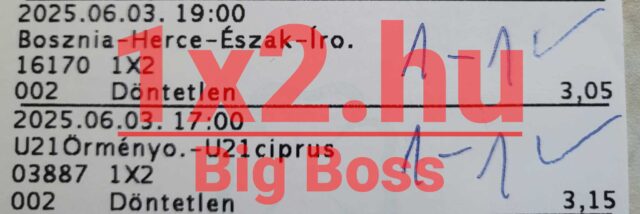 2025.06.03. 19:00
Bosznia-Herce-Észak-Íro.
16170 1X2
002 Döntetlen 3,05
1-1 ✓
2025.06.03. 17:00
U21Örményo.-U21ciprus
03887 1X2
002 Döntetlen 3,15
1-1 ✓
1x2.hu
Big Boss